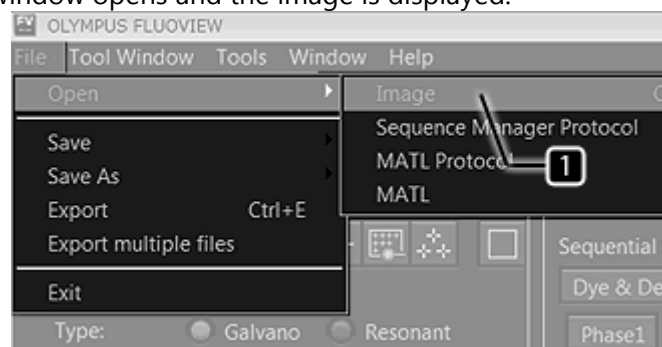 window opens and the image is displayed.
OLYMPUS FLUOVIEW
File Tool Window Tools Window Help
Open Image
Save Sequence Manager Protocol
Save As MATL Protocol 1
Export Ctrl+E MATL
Export multiple files Sequential
Exit Dye & De
Type: Galvano Resonant Phase1